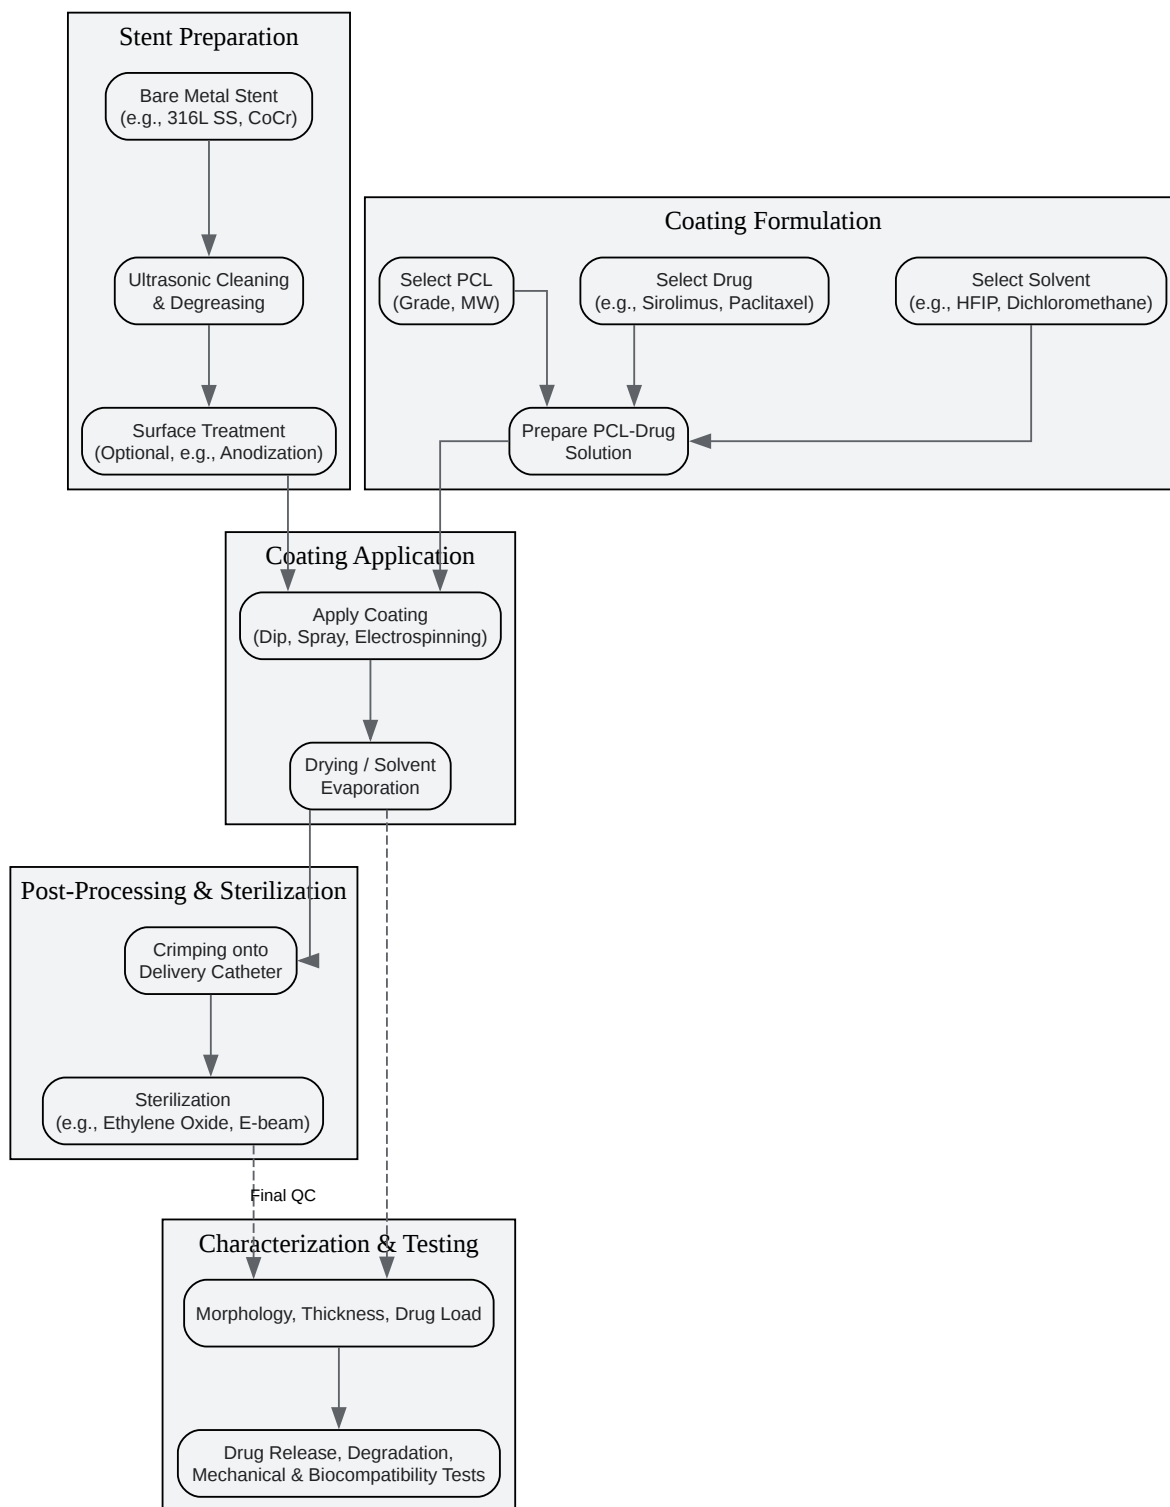 Stent Preparation
Bare Metal Stent
(e.g., 316L SS, CoCr)
Ultrasonic Cleaning
& Degreasing
Surface Treatment
(Optional, e.g., Anodization)
Coating Formulation
Select PCL
(Grade, MW)
Select Drug
(e.g., Sirolimus, Paclitaxel)
Select Solvent
(e.g., HFIP, Dichloromethane)
Prepare PCL-Drug
Solution
Coating Application
Apply Coating
(Dip, Spray, Electrospinning)
Drying / Solvent
Evaporation
Post-Processing & Sterilization
Crimping onto
Delivery Catheter
Sterilization
(e.g., Ethylene Oxide, E-beam)
Final QC
Characterization & Testing
Morphology, Thickness, Drug Load
Drug Release, Degradation,
Mechanical & Biocompatibility Tests